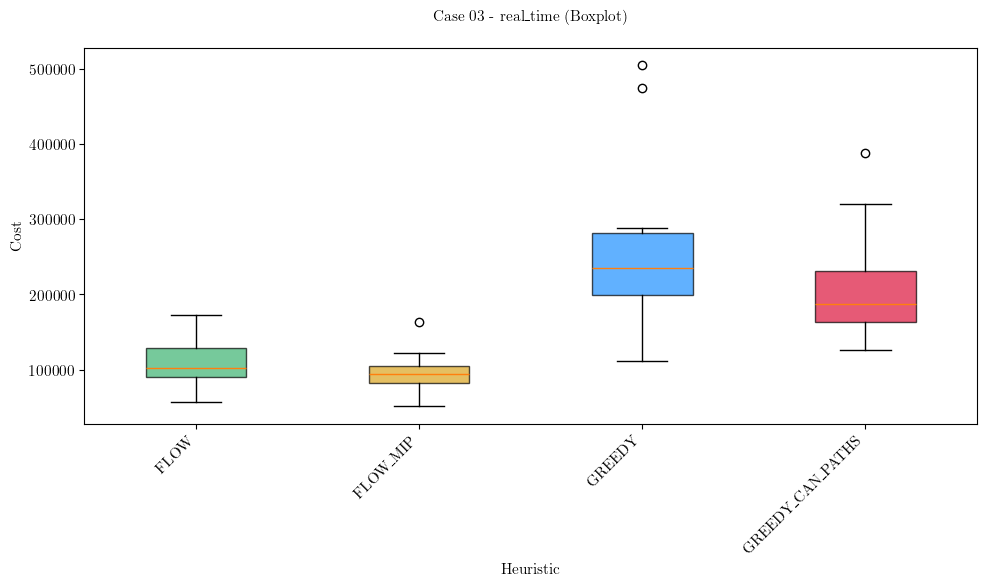 Case 03 - real_time (Boxplot)
500000
400000
300000
200000
100000
Cost
FLOW
FLOW_MIP
GREEDY
GREEDY_CAN_PATHS
Heuristic